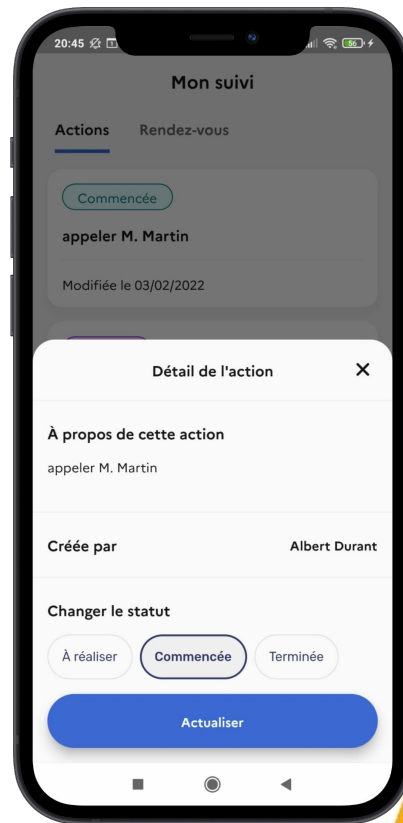 20:45
56
Mon suivi
Actions Rendez-vous
Commencée
appeler M. Martin
Modifiée le 03/02/2022
Détail de l'action
À propos de cette action
appeler M. Martin
Créée par Albert Durant
Changer le statut
À réaliser Commencée Terminée
Actualiser